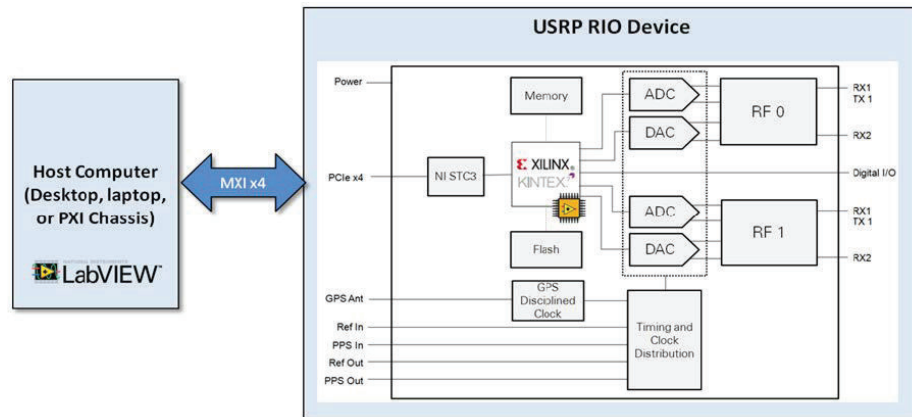 USRP RIO Device
Host Computer
(Desktop, laptop,
or PXI Chassis)
LabVIEW™
MXI x4
Power
PCIe x4
GPS Ant
Ref In
PPS In
Ref Out
PPS Out
Memory
NI STC3
XILINX®
KINTEX
Flash
GPS
Disciplined
Clock
ADC
DAC
ADC
DAC
Timing and
Clock
Distribution
RF 0
RF 1
RX1
TX 1
RX2
Digital I/O
RX1
TX 1
RX2